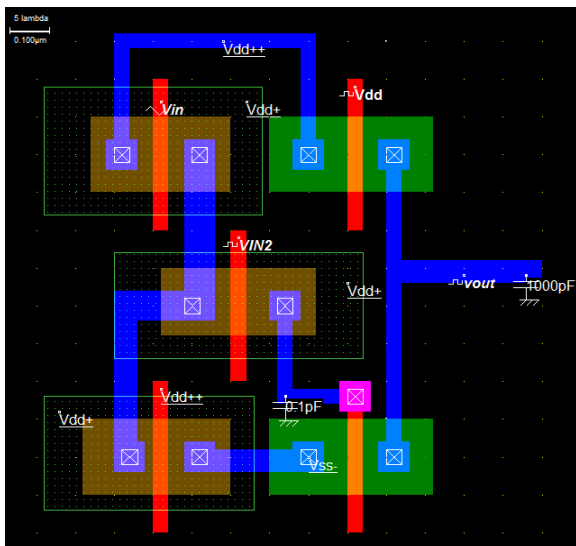 5 lambda
0.100µm
Vdd++
Vin
Vdd+
Vdd
VIN2
Vdd+
vout
1000pF
Vdd++
0.1pF
Vdd+
Vss-